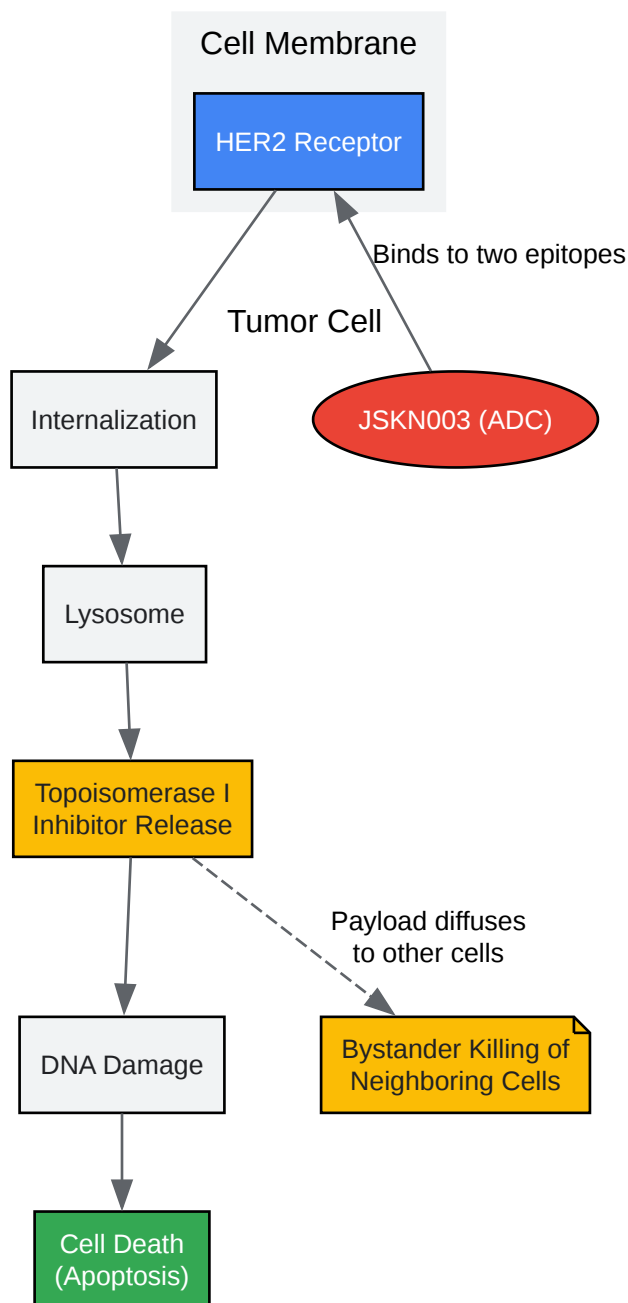 Cell Membrane
HER2 Receptor
Binds to two epitopes
Tumor Cell
Internalization
JSKN003 (ADC)
Lysosome
Topoisomerase I
Inhibitor Release
Payload diffuses
to other cells
DNA Damage
Bystander Killing of
Neighboring Cells
Cell Death
(Apoptosis)